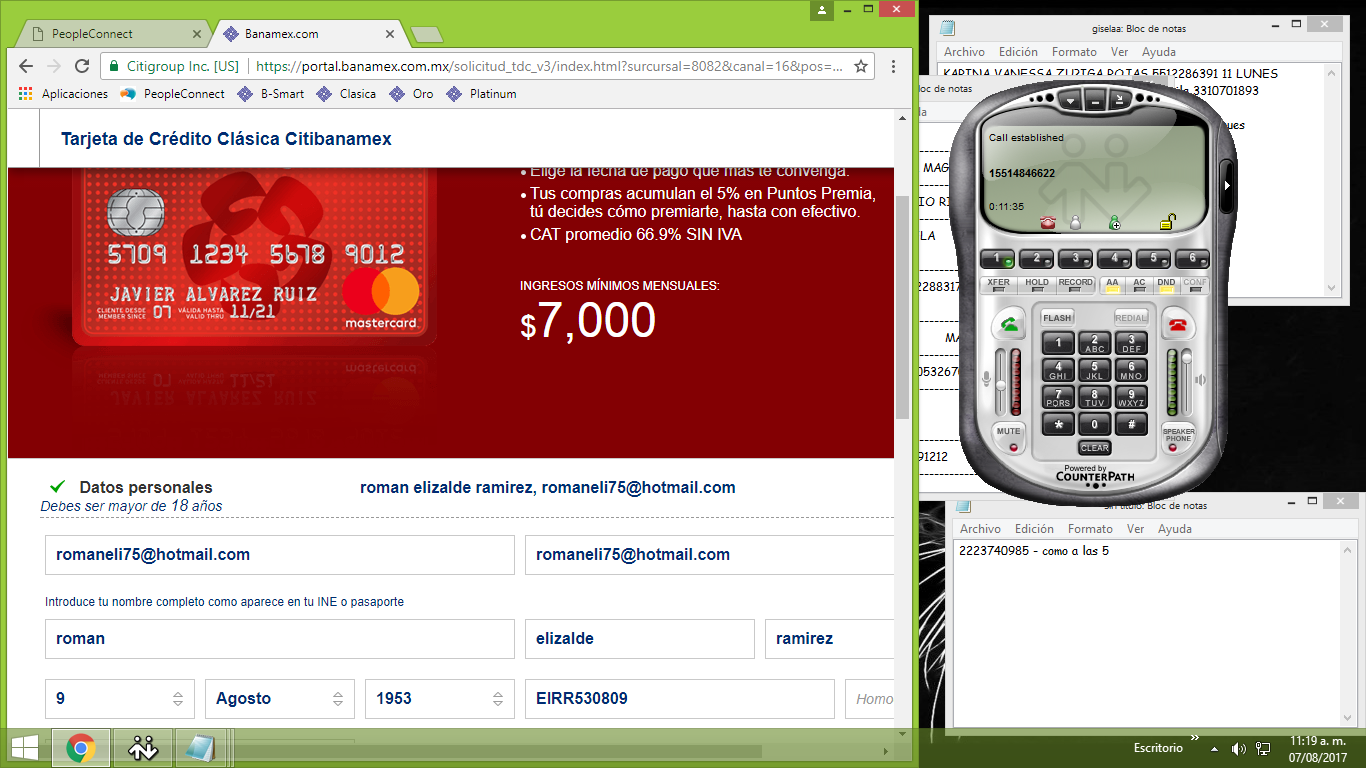 PeopleConnect
Banamex.com
Citigroup Inc. [US]
https://portal.banamex.com.mx/solicitud_tdc_v3/index.html?surcursal=8082&canal=16&pos=...
Aplicaciones
PeopleConnect
B-Smart
Clasica
Oro
Platinum
Tarjeta de Crédito Clásica Citibanamex
Elige la fecha de pago que más te convenga.
Tus compras acumulan el 5% en Puntos Premia,
tú decides cómo premiarte, hasta con efectivo.
CAT promedio 66.9% SIN IVA
INGRESOS MÍNIMOS MENSUALES:
$7,000
5709 1234 5678 9012
JAVIER ALVAREZ RUIZ
CLIENTE DESDE
MEMBER SINCE
07
VÁLIDA HASTA
VALID THRU
11/21
mastercard
Datos personales
roman elizalde ramirez, romaneli75@hotmail.com
Debes ser mayor de 18 años
romaneli75@hotmail.com
romaneli75@hotmail.com
Introduce tu nombre completo como aparece en tu INE o pasaporte
roman
elizalde
ramirez
9
Agosto
1953
EIRR530809
Homo
giselaa: Bloc de notas
Archivo Edición Formato Ver Ayuda
KARINA VANESSA ZUÑIGA ROJAS 5512286391 11 LUNES
3310701893
ues
loc de notas
da
MAG
IO RI
ELA
228831
MA
053267
91212
Call established
15514846622
0:11:35
1 2 3 4 5 6
XFER HOLD RECORD AA AC DND CONF
FLASH
REDIAL
1
2 ABC
3 DEF
4 GHI
5 JKL
6 MNO
7 PQRS
8 TUV
9 WXYZ
* 0 #
MUTE
SPEAKER PHONE
CLEAR
Powered by
COUNTERPATH
Sin título: Bloc de notas
Archivo Edición Formato Ver Ayuda
2223740985 - como a las 5
Escritorio
11:19 a. m.
07/08/2017